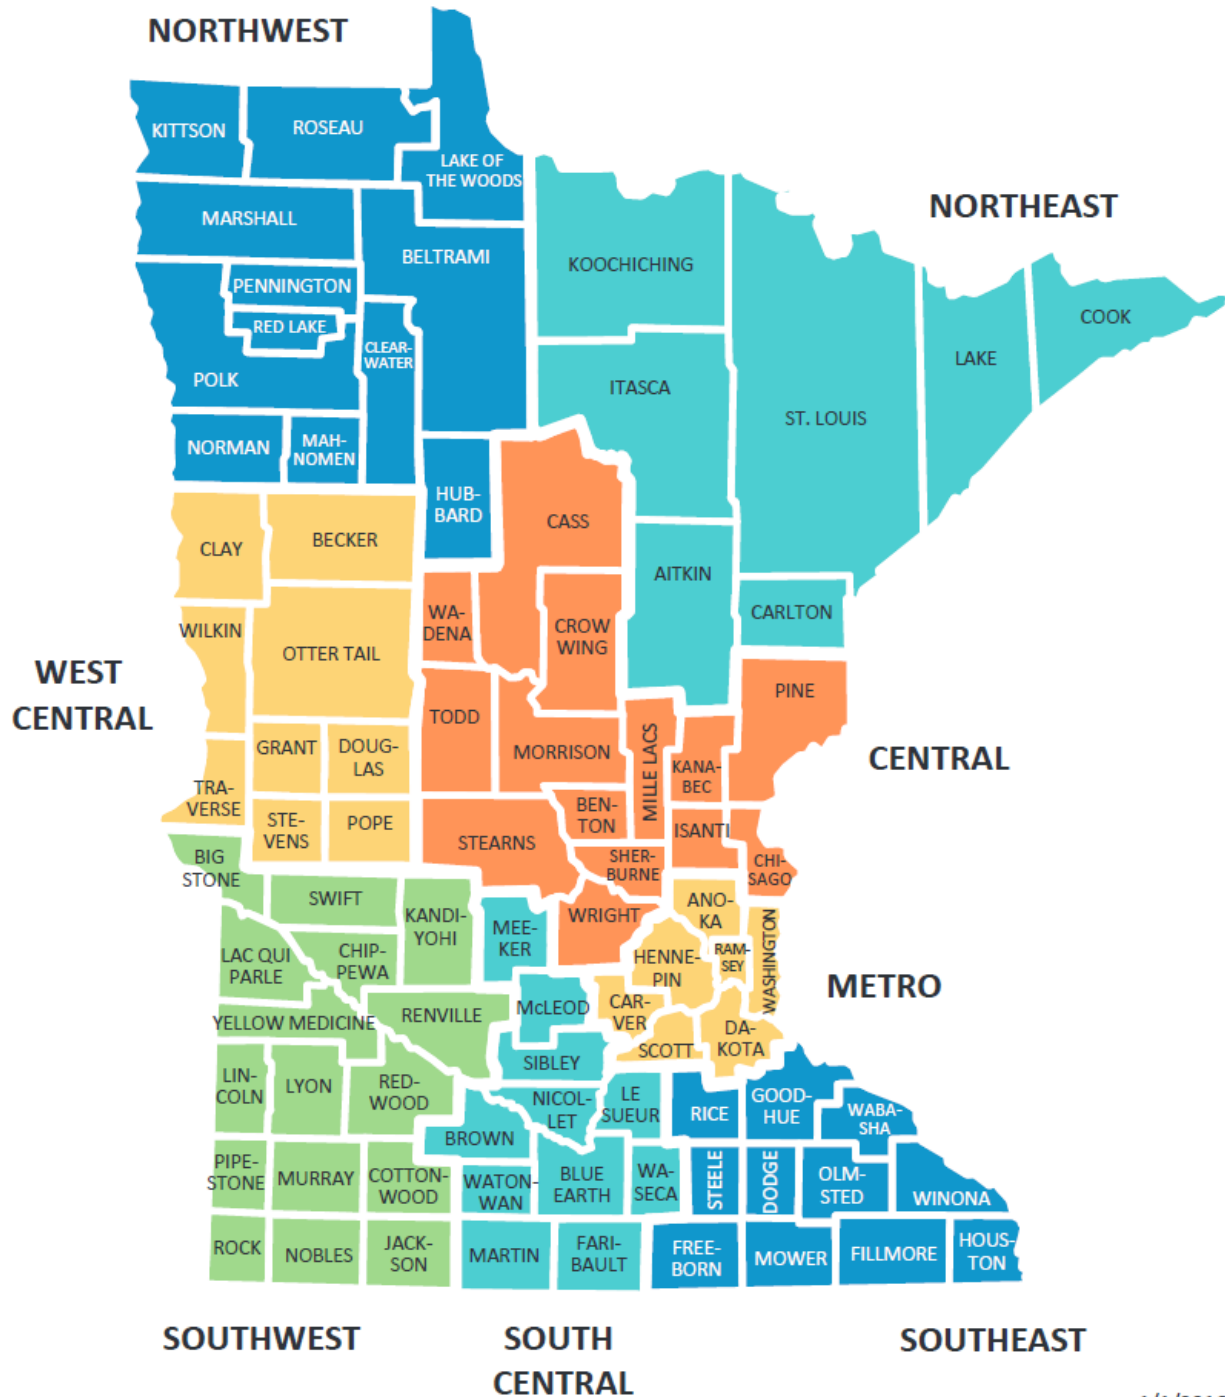 NORTHWEST
KITTSON
ROSEAU
LAKE OF
THE WOODS
MARSHALL
BELTRAMI
PENNINGTON
RED LAKE
CLEAR-
WATER
POLK
NORMAN
MAH-
NOMEN
HUB-
BARD
NORTHEAST
KOOCHICHING
ITASCA
ST. LOUIS
LAKE
COOK
AITKIN
CARLTON
WEST
CENTRAL
CLAY
BECKER
WILKIN
OTTER TAIL
GRANT
DOUG-
LAS
TRA-
VERSE
STE-
VENS
POPE
CENTRAL
CASS
WA-
DENA
CROW
WING
TODD
MORRISON
MILLE LACS
KANA-
BEC
PINE
BEN-
TON
ISANTI
STEARNS
SHER-
BURNE
CHI-
SAGO
WRIGHT
METRO
ANO-
KA
HENNE-
PIN
RAM-
SEY
WASHINGTON
CAR-
VER
SCOTT
DA-
KOTA
BIG
STONE
SWIFT
KANDI-
YOHI
LAC QUI
PARLE
CHIP-
PEWA
YELLOW MEDICINE
RENVILLE
LIN-
COLN
LYON
RED-
WOOD
PIPE-
STONE
MURRAY
COTTON-
WOOD
ROCK
NOBLES
JACK-
SON
SOUTHWEST
MEE-
KER
McLEOD
SIBLEY
NICOL-
LET
LE
SUEUR
BROWN
WATON-
WAN
BLUE
EARTH
WA-
SECA
MARTIN
FARI-
BAULT
SOUTH
CENTRAL
RICE
GOOD-
HUE
WABA-
SHA
STEELE
DODGE
OLM-
STED
WINONA
FREE-
BORN
MOWER
FILLMORE
HOUS-
TON
SOUTHEAST